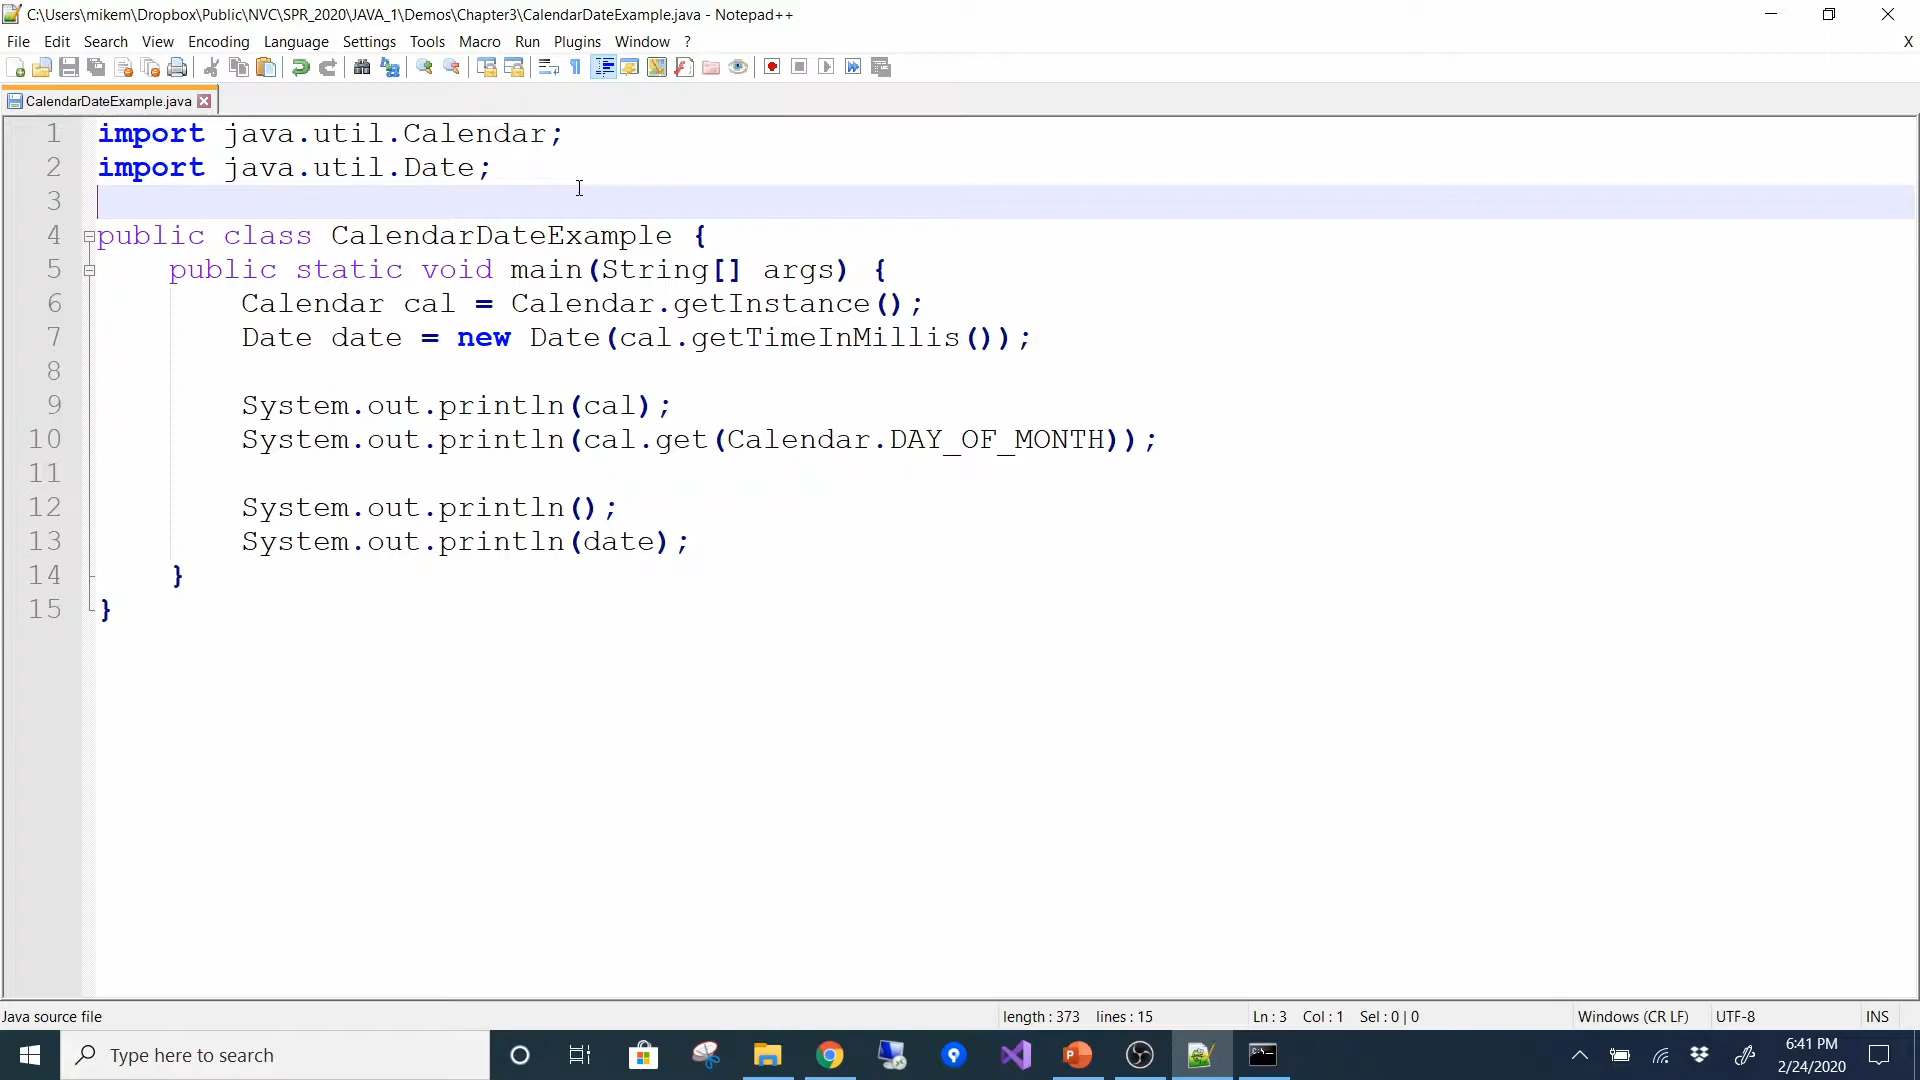 C:\Users\mikem\Dropbox\Public\NVC\SPR_2020\JAVA_1\Demos\Chapter3\CalendarDateExample.java - Notepad++
File Edit Search View Encoding Language Settings Tools Macro Run Plugins Window ? X
CalendarDateExample.java
1 import java.util.Calendar;
2 import java.util.Date;
3
4 public class CalendarDateExample {
5 public static void main(String[] args) {
6 Calendar cal = Calendar.getInstance();
7 Date date = new Date(cal.getTimeInMillis());
8
9 System.out.println(cal);
10 System.out.println(cal.get(Calendar.DAY_OF_MONTH));
11
12 System.out.println();
13 System.out.println(date);
14 }
15 }
Java source file length : 373 lines : 15 Ln : 3 Col : 1 Sel : 0 | 0 Windows (CR LF) UTF-8 INS
Type here to search
6:41 PM
2/24/2020